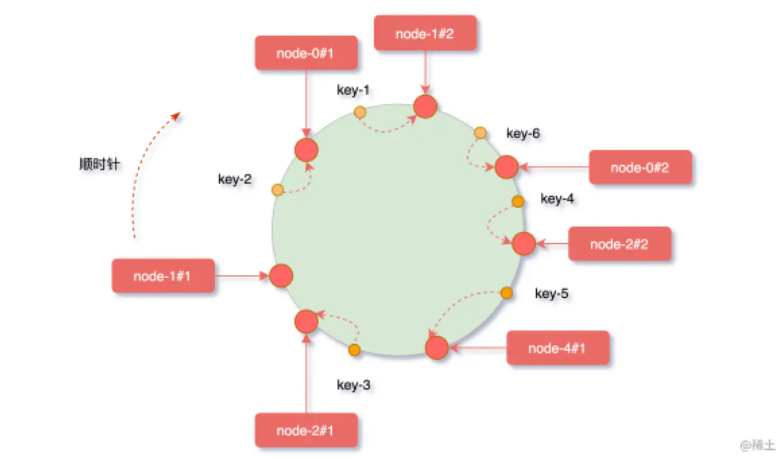 node-1#2
node-0#1
key-1
key-6
顺时针
node-0#2
key-2
key-4
node-2#2
node-1#1
key-5
node-4#1
key-3
node-2#1
@稀土